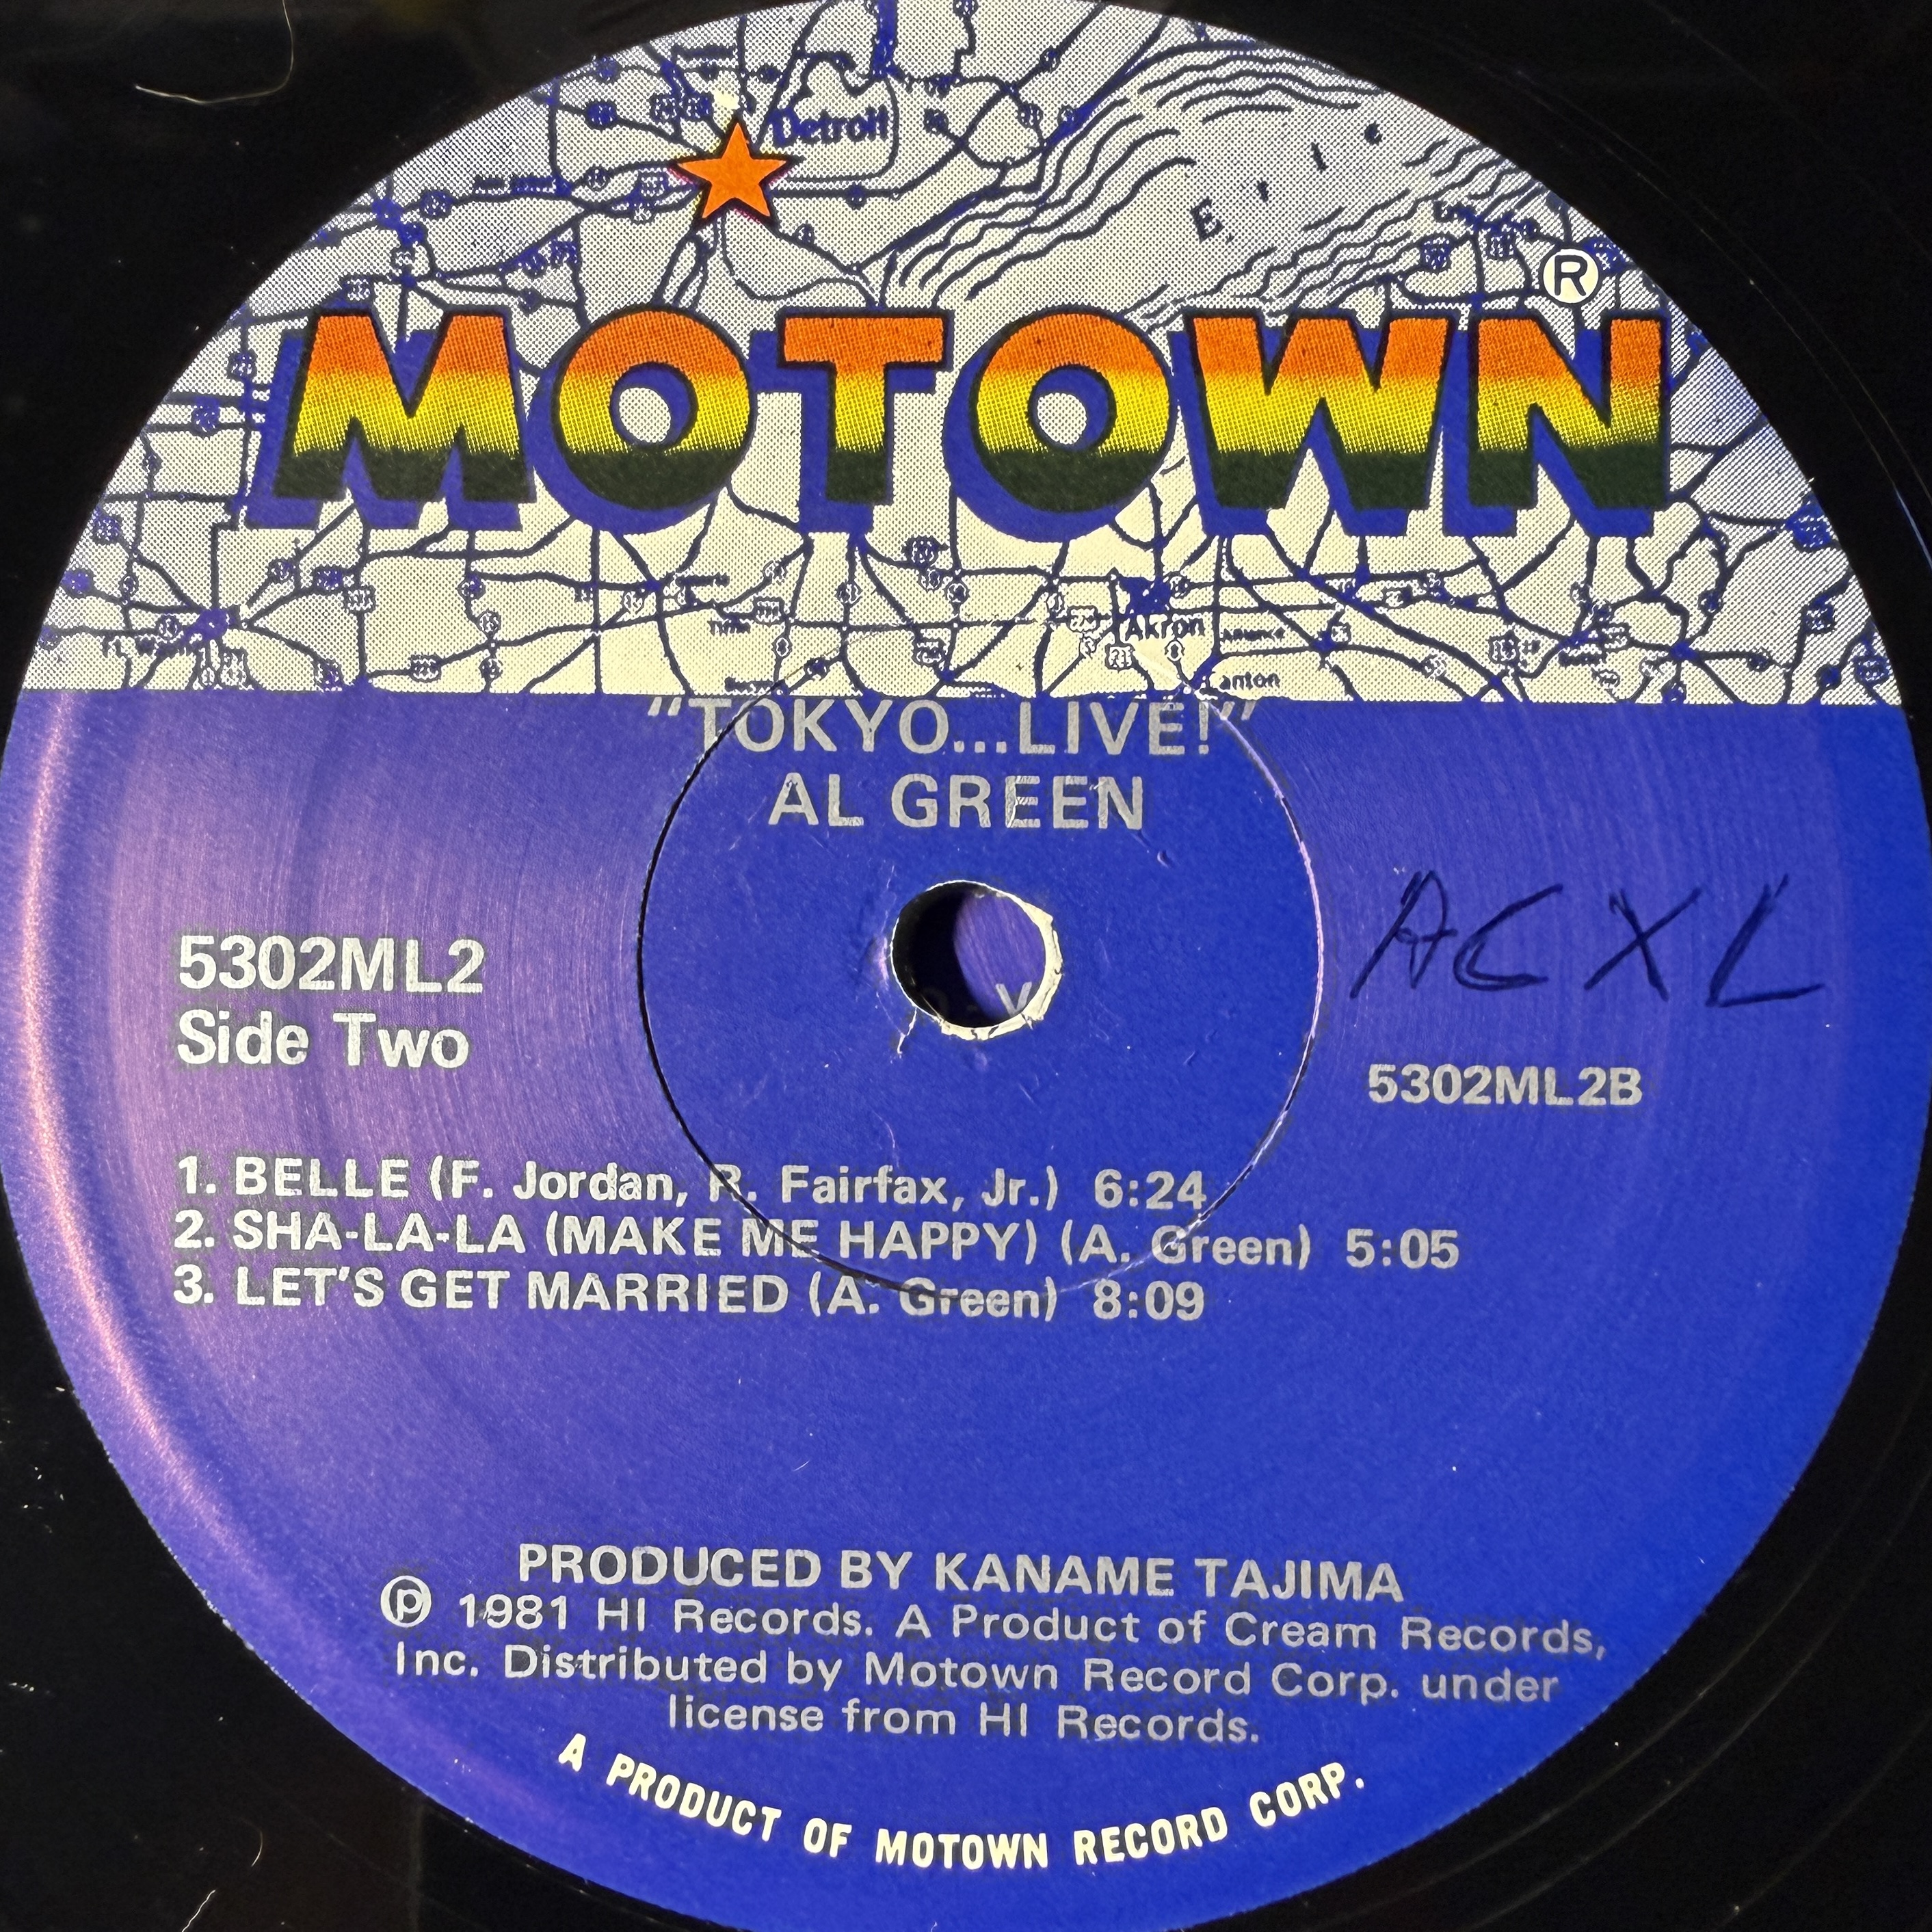 Detroit
E r i e
®
MOTOWN
Akron
Canton
"TOKYO...LIVE!"
AL GREEN
ACXL
5302ML2
Side Two
5302ML2B
1. BELLE (F. Jordan, R. Fairfax, Jr.) 6:24
2. SHA-LA-LA (MAKE ME HAPPY) (A. Green) 5:05
3. LET'S GET MARRIED (A. Green) 8:09
PRODUCED BY KANAME TAJIMA
℗ 1981 HI Records. A Product of Cream Records,
Inc. Distributed by Motown Record Corp. under
license from HI Records.
A PRODUCT OF MOTOWN RECORD CORP.